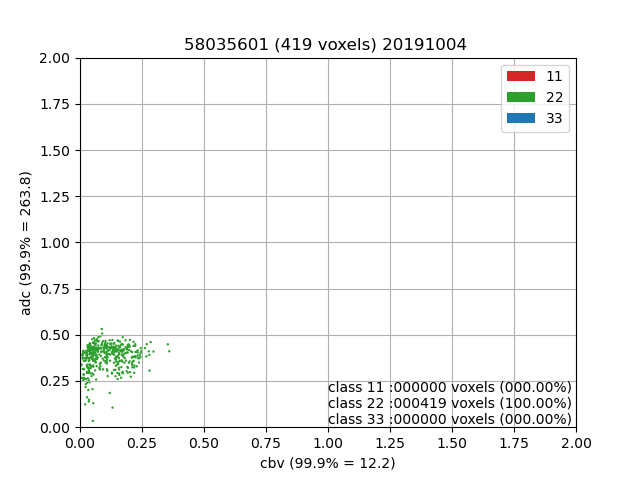 58035601 (419 voxels) 20191004
2.00
1.75
1.50
1.25
1.00
0.75
0.50
0.25
0.00
adc (99.9% = 263.8)
11
22
33
class 11 :000000 voxels (000.00%)
class 22 :000419 voxels (100.00%)
class 33 :000000 voxels (000.00%)
0.00 0.25 0.50 0.75 1.00 1.25 1.50 1.75 2.00
cbv (99.9% = 12.2)